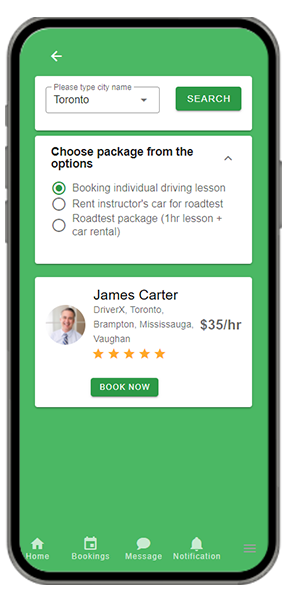 Please type city name
Toronto
SEARCH
Choose package from the
options
Booking individual driving lesson
Rent instructor's car for roadtest
Roadtest package (1hr lesson +
car rental)
James Carter
DriverX, Toronto,
Brampton, Mississauga,
Vaughan
$35/hr
BOOK NOW
Home
Bookings
Message
Notification